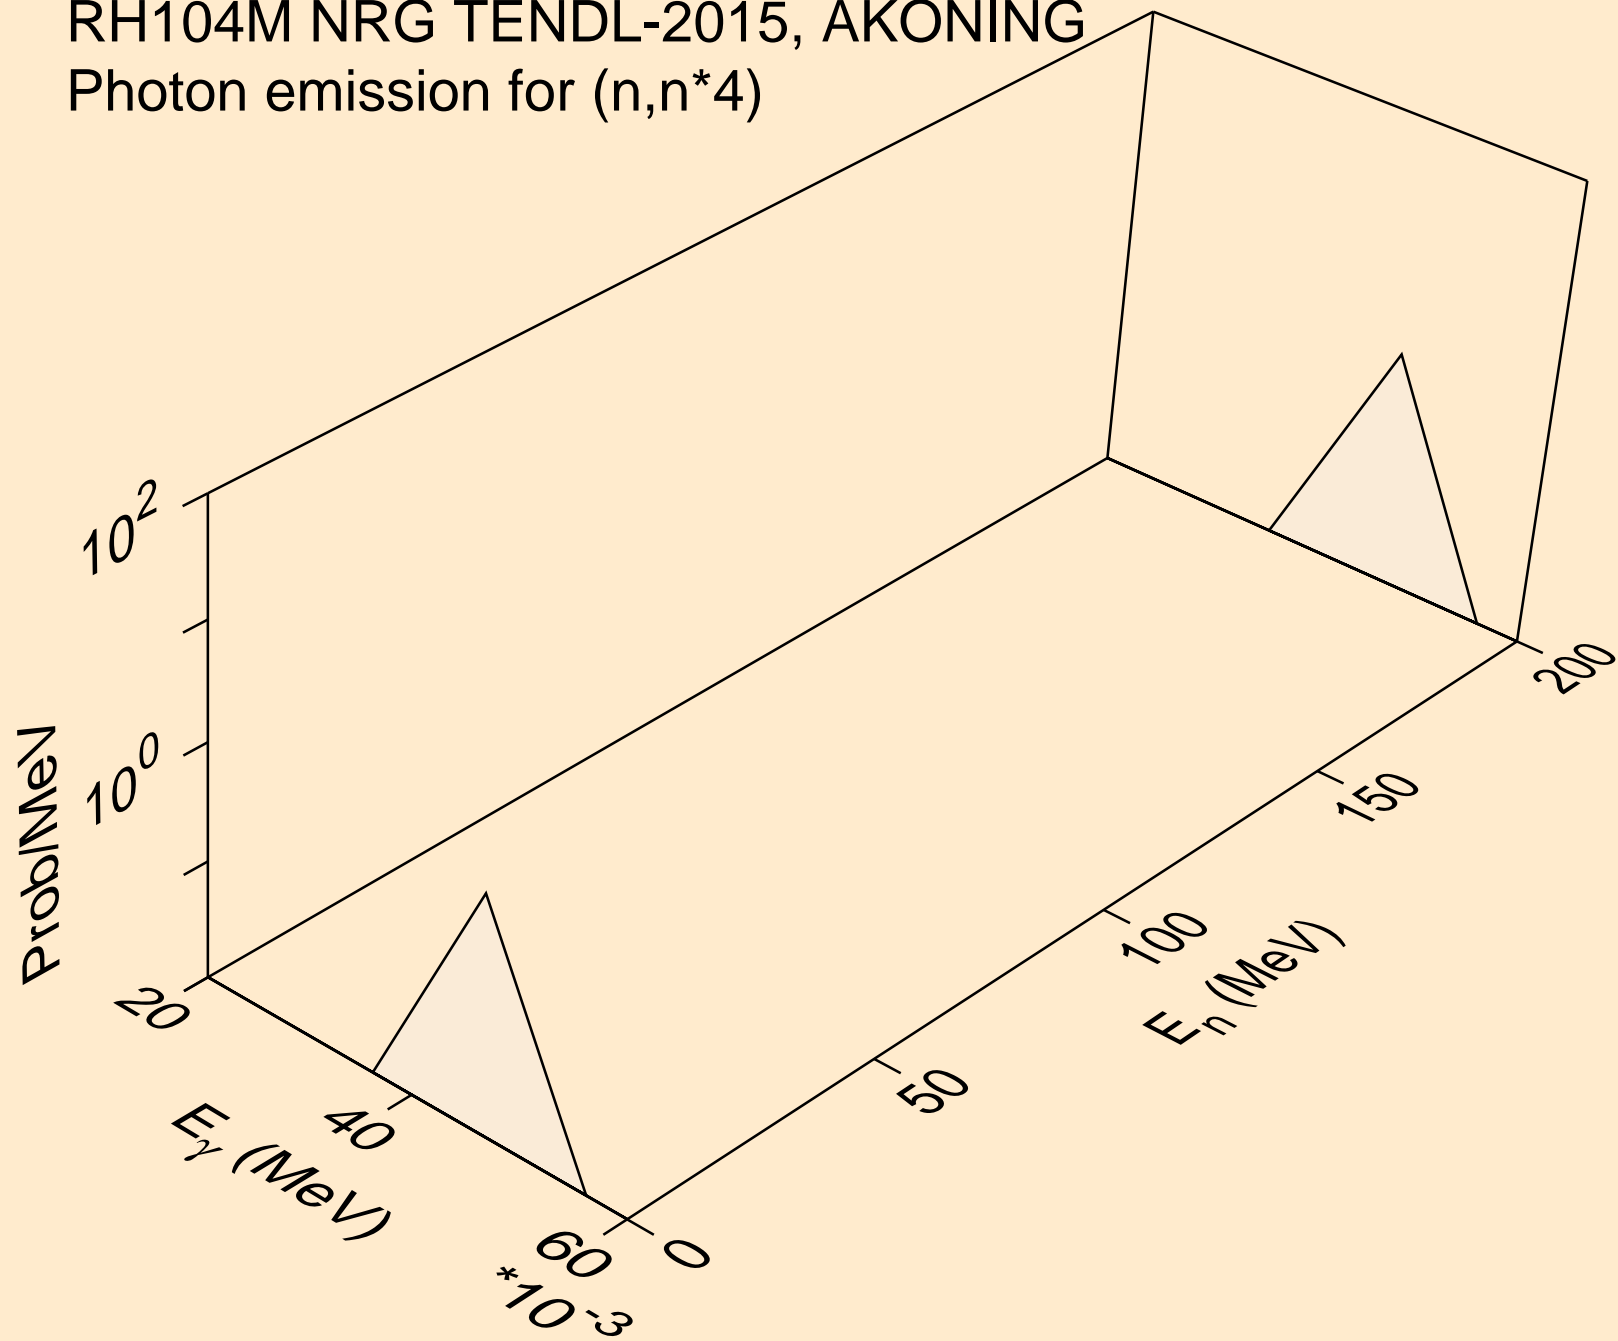 RH104M NRG TENDL-2015, AKONING
Photon emission for (n,n*4)
10^2
10^0
Prob/MeV
20
40
60
*10^-3
Eγ (MeV)
0
50
100
150
200
En (MeV)